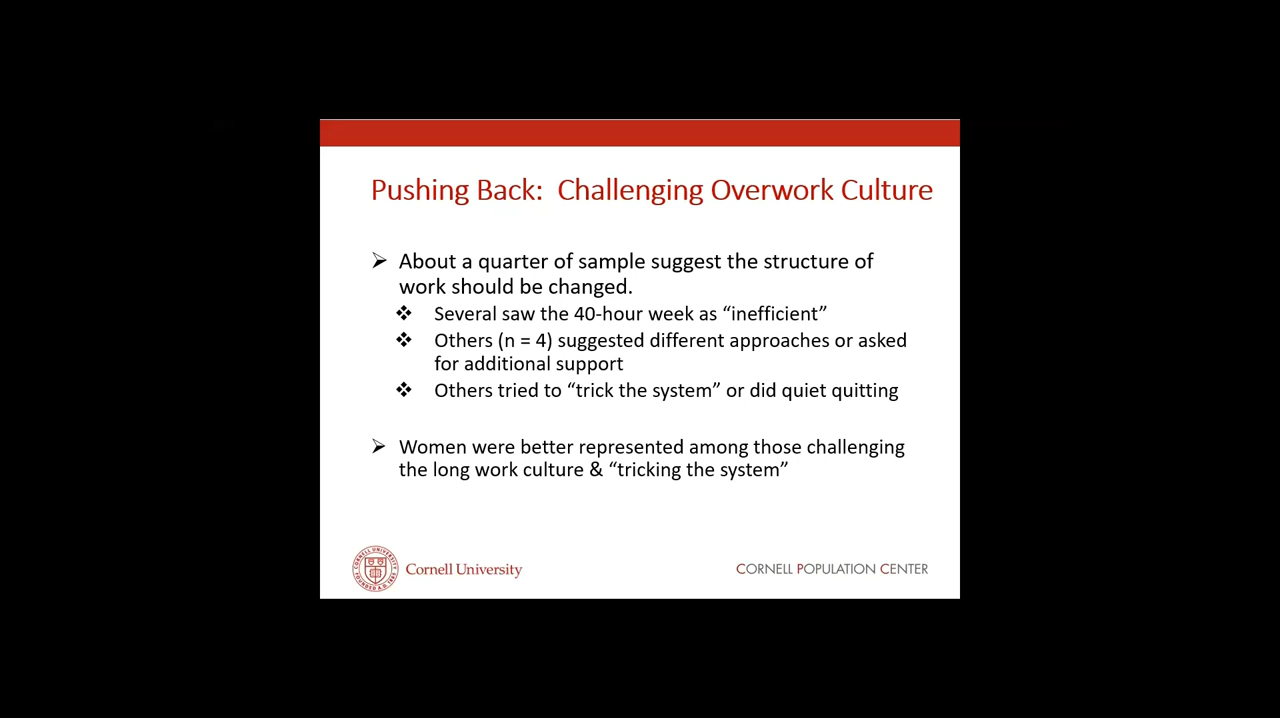 Pushing Back:  Challenging Overwork Culture
➢ About a quarter of sample suggest the structure of
work should be changed.
❖ Several saw the 40-hour week as “inefficient”
❖ Others (n = 4) suggested different approaches or asked
for additional support
❖ Others tried to “trick the system” or did quiet quitting
➢ Women were better represented among those challenging
the long work culture & “tricking the system”
Cornell University
CORNELL POPULATION CENTER